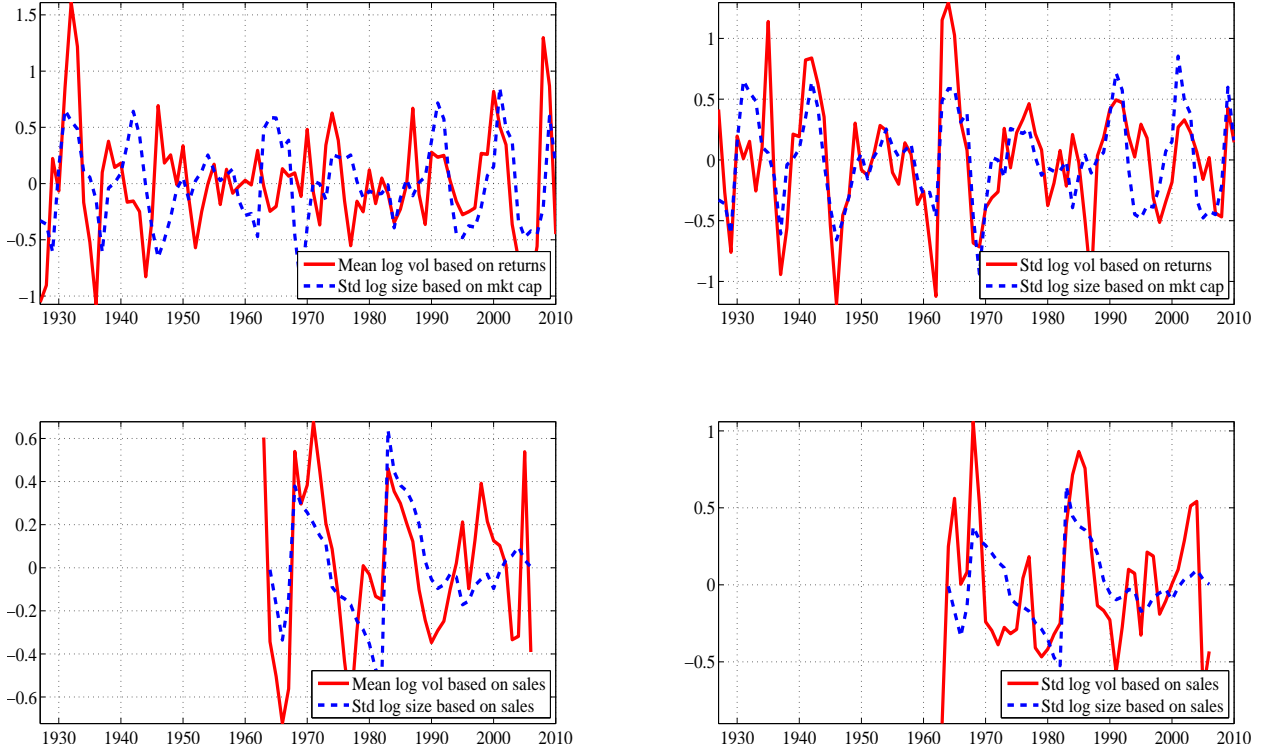 1.5
1
0.5
0
−0.5
−1
Mean log vol based on returns
Std log size based on mkt cap
1930 1940 1950 1960 1970 1980 1990 2000 2010
1
0.5
0
−0.5
−1
Std log vol based on returns
Std log size based on mkt cap
1930 1940 1950 1960 1970 1980 1990 2000 2010
0.6
0.4
0.2
0
−0.2
−0.4
−0.6
Mean log vol based on sales
Std log size based on sales
1930 1940 1950 1960 1970 1980 1990 2000 2010
1
0.5
0
−0.5
Std log vol based on sales
Std log size based on sales
1930 1940 1950 1960 1970 1980 1990 2000 2010